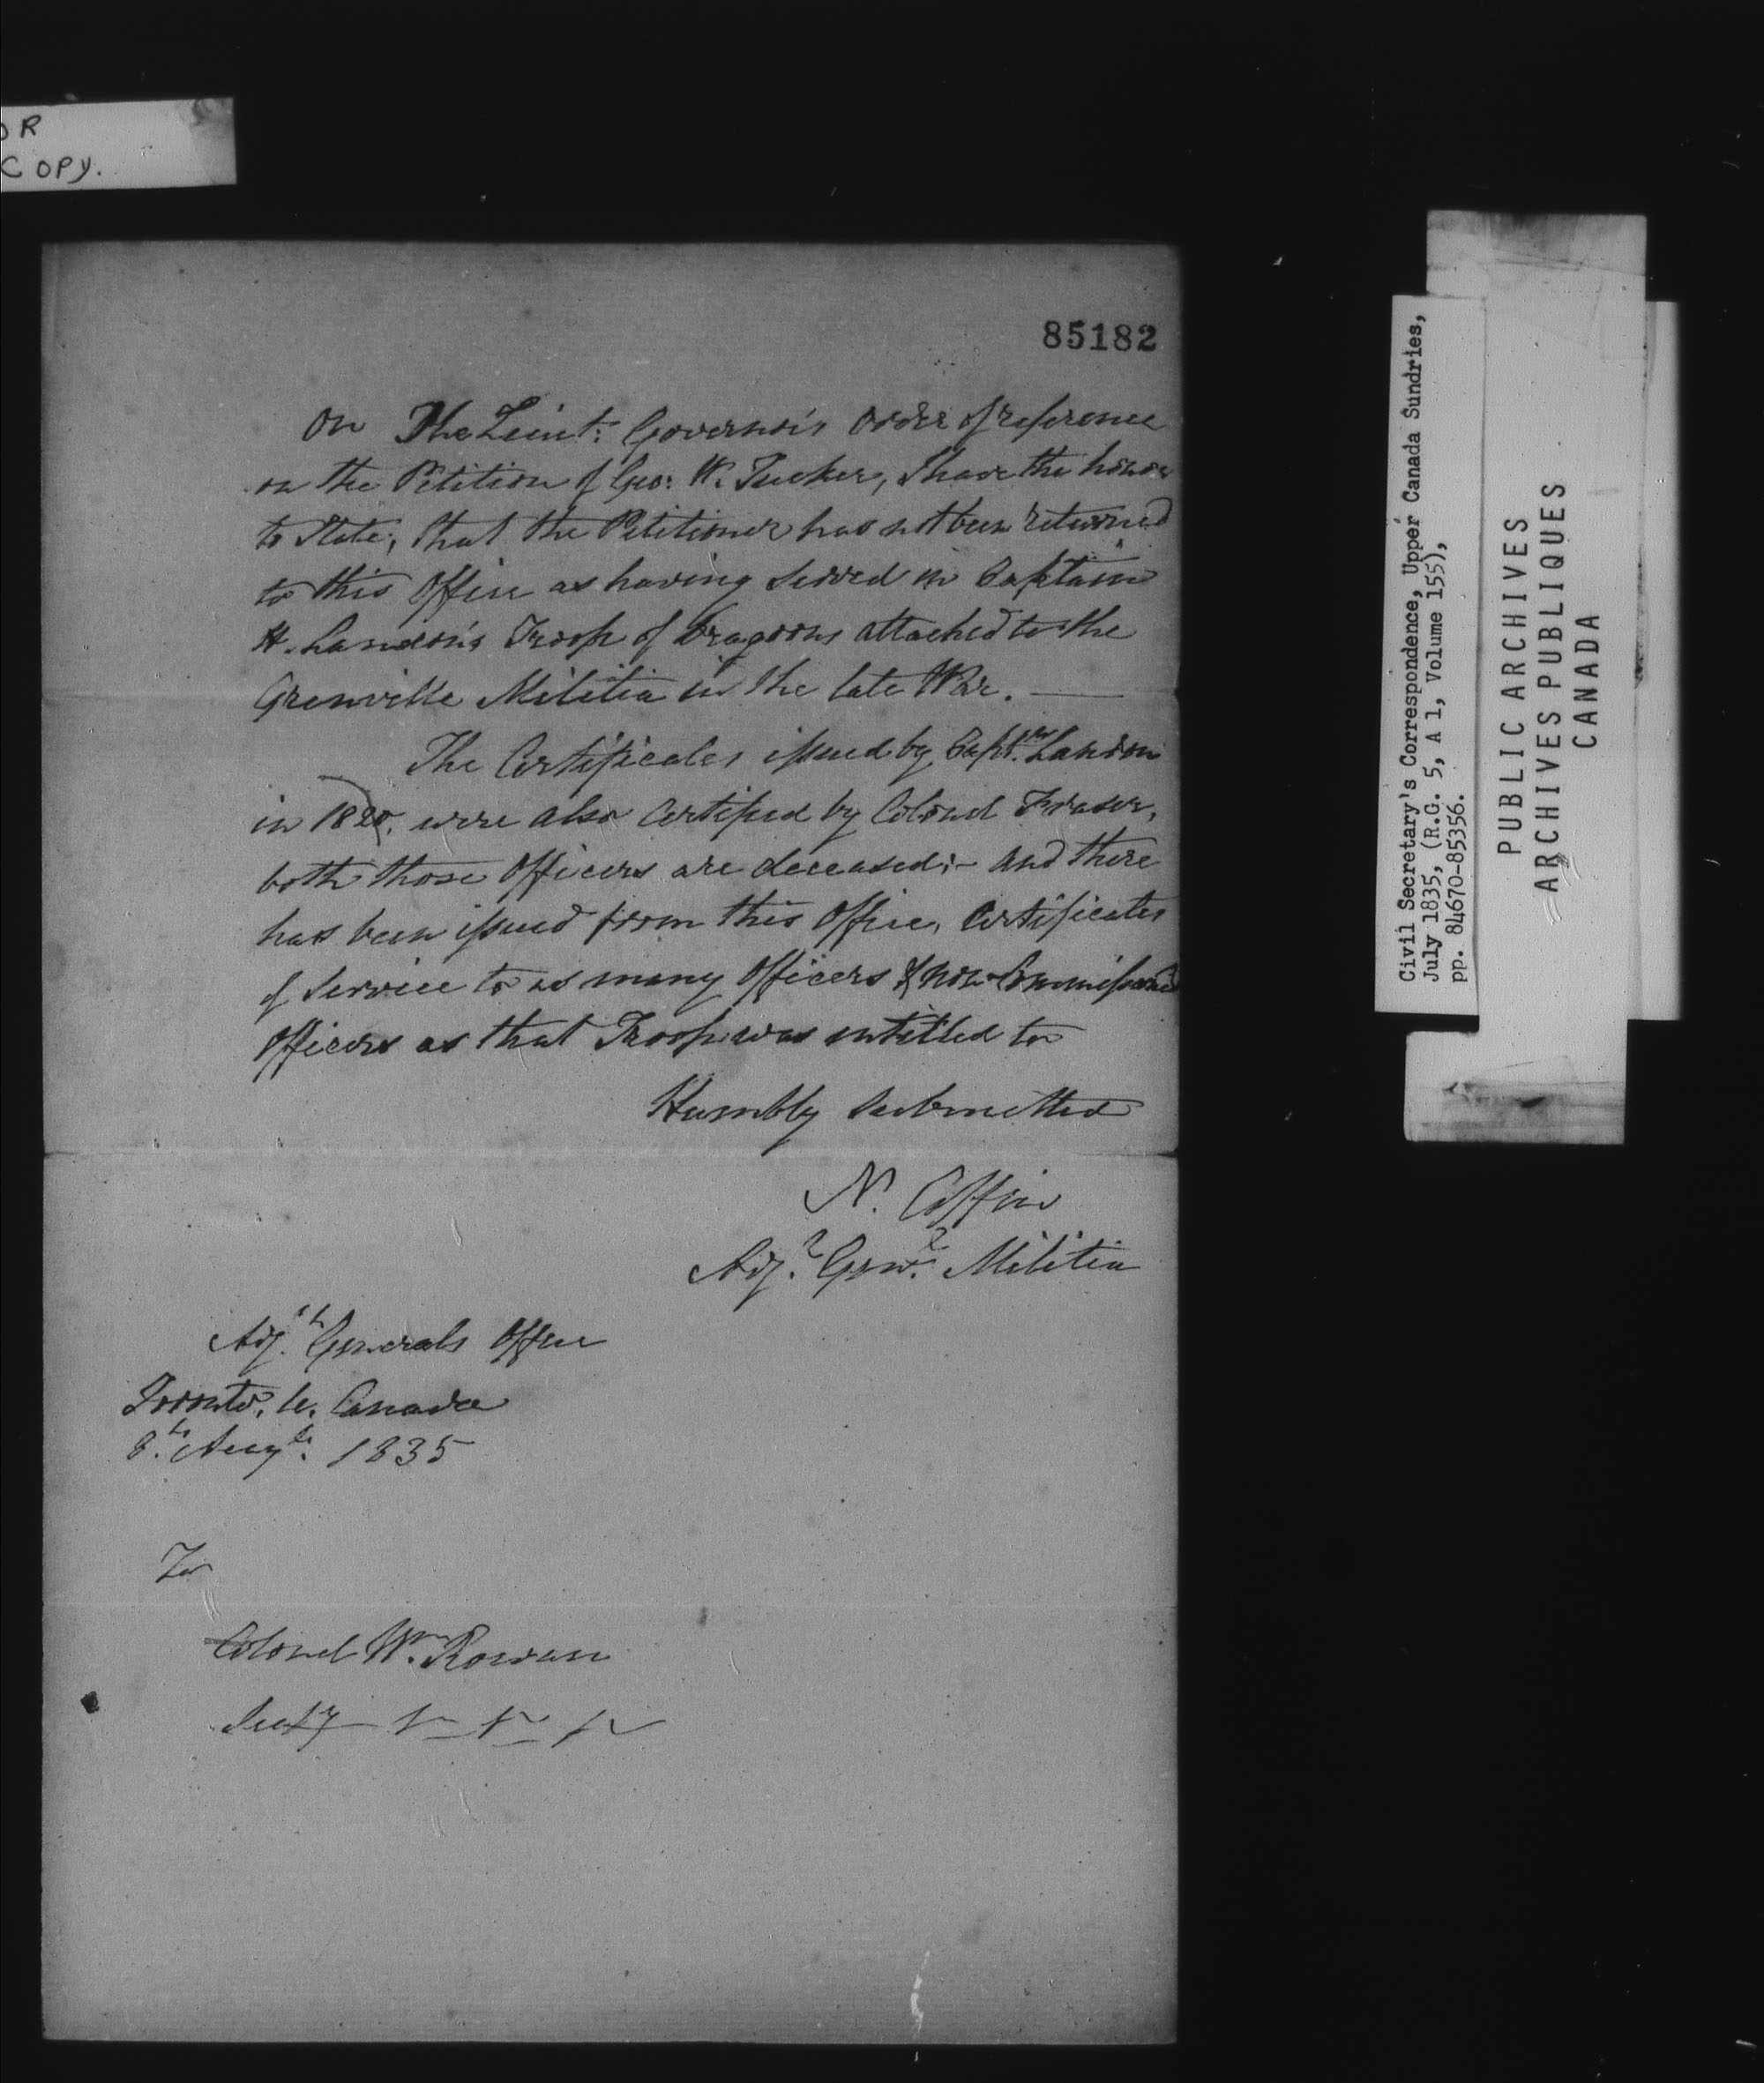 OR
COPY.
85182
On The Leiut: Governor's order of reference
on the Petition of Geo: W. Tucker, I have the honor
to state, that the Petitioner has not been returned
to this Office as having served in Captain
H. Landon's Troop of Dragoons attached to the
Grenville Militia in the late War. —
The Certificates issued by Captn. Landon
in 1820, were also Certified by Colonel Fraser,
both those Officers are deceased;- and there
has been issued from this Office, Certificates
of Service to as many Officers & non-Commissioned
Officers as that Troop was intitled to
Humbly submitted
N. Coffin
Adj. Genl. Militia
Adjt. Generals Office
Toronto, U. Canada
8th. Augt. 1835
To
Colonel Wm. Rowan
Civil Secretary's Correspondence, Upper Canada Sundries,
July 1835, (R.G. 5, A 1, Volume 155),
pp. 84670-85356.
PUBLIC ARCHIVES
ARCHIVES PUBLIQUES
CANADA